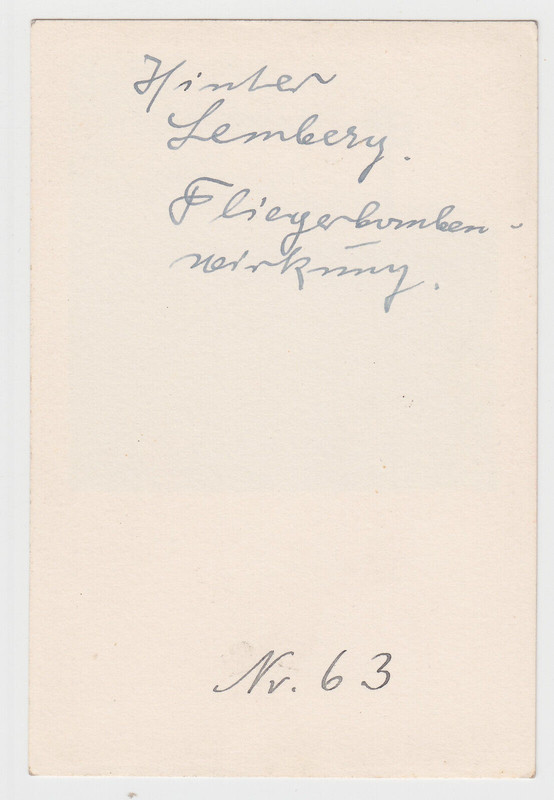 Hinter
Lemberg.
Fliegerbomben-
wirkung.
Nr. 63